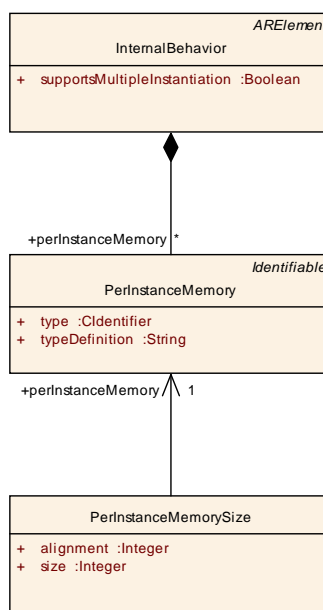 ARElement
InternalBehavior
+ supportsMultipleInstantiation :Boolean
+perInstanceMemory *
Identifiable
PerInstanceMemory
+ type :CIdentifier
+ typeDefinition :String
+perInstanceMemory 1
PerInstanceMemorySize
+ alignment :Integer
+ size :Integer